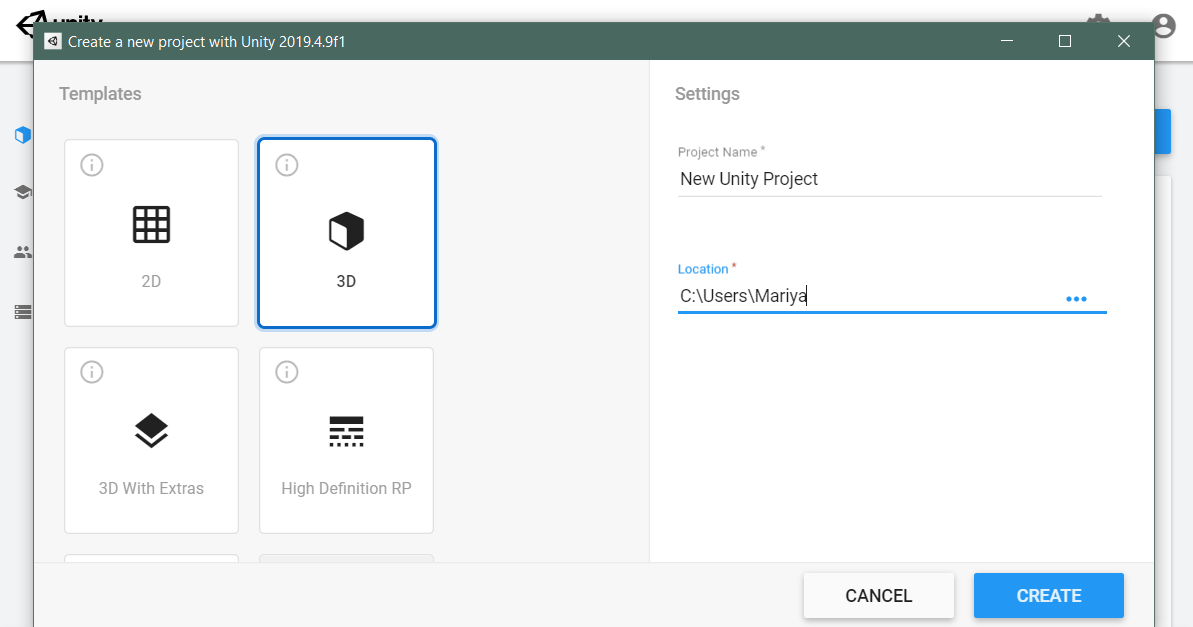 unity
Create a new project with Unity 2019.4.9f1
Templates
2D
3D
3D With Extras
High Definition RP
Settings
Project Name *
New Unity Project
Location *
C:\Users\Mariya
CANCEL
CREATE